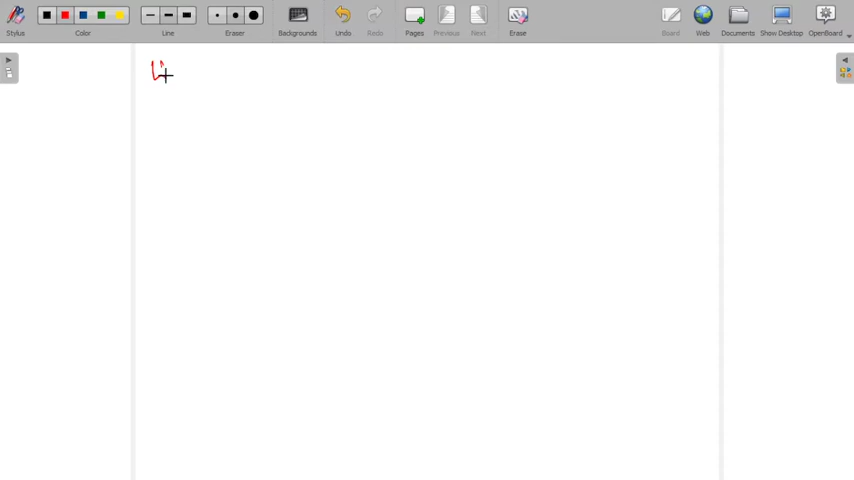 Stylus Color Line Eraser Backgrounds Undo Redo Pages Previous Next Erase Board Web Documents Show Desktop OpenBoard